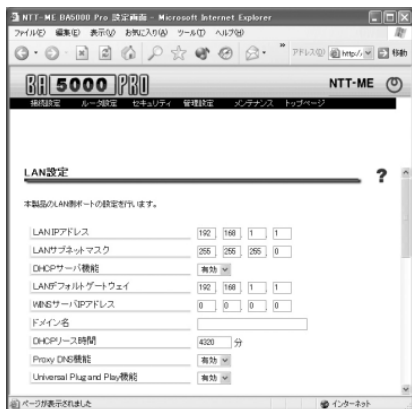 NTT-ME BA5000 Pro 設定画面 - Microsoft Internet Explorer
ファイル(F) 編集(E) 表示(V) お気に入り(A) ツール(T) ヘルプ(H)
アドレス(D) http:// 移動
BA 5000 PRO NTT-ME
接続設定 ルータ設定 セキュリティ 管理設定 メンテナンス トップページ
LAN設定 ?
本製品のLAN側ポートの設定を行います。
LAN IPアドレス 192 . 168 . 1 . 1
LANサブネットマスク 255 . 255 . 255 . 0
DHCPサーバ機能 有効
LANデフォルトゲートウェイ 192 . 168 . 1 . 1
WINSサーバIPアドレス 0 . 0 . 0 . 0
ドメイン名
DHCPリース時間 4320 分
Proxy DNS機能 有効
Universal Plug and Play機能 有効
ページが表示されました インターネット